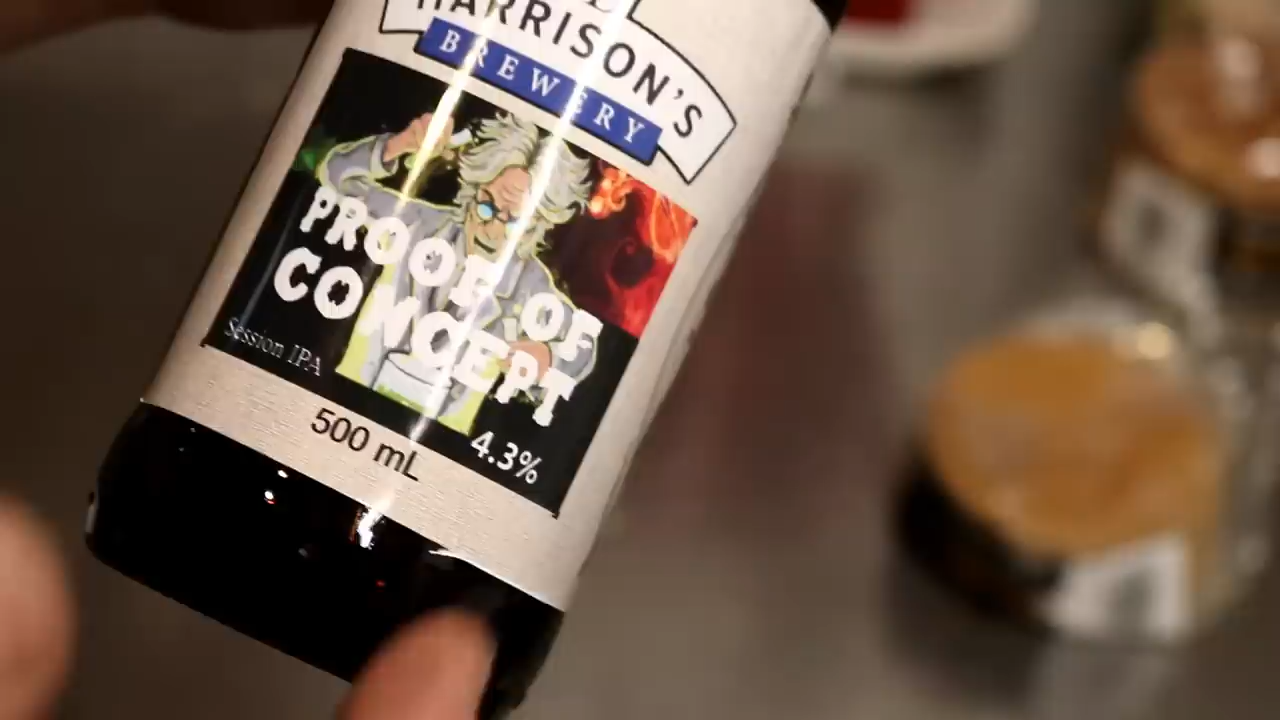 HARRISON'S
BREWERY
PROOF OF
CONCEPT
Session IPA
4.3%
500 mL